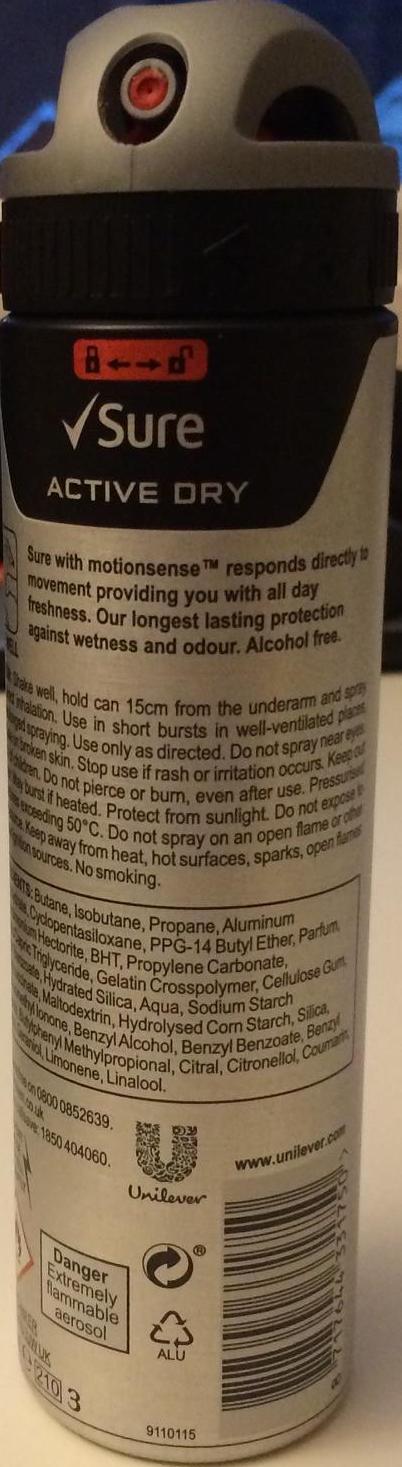 Sure
ACTIVE DRY
Sure with motionsense™ responds directly to
movement providing you with all day
freshness. Our longest lasting protection
against wetness and odour. Alcohol free.
Shake well, hold can 15cm from the underarm and spray
inhalation. Use in short bursts in well-ventilated places.
spraying. Use only as directed. Do not spray near eyes
broken skin. Stop use if rash or irritation occurs. Keep out
children. Do not pierce or burn, even after use. Pressurised
may burst if heated. Protect from sunlight. Do not expose to
exceeding 50°C. Do not spray on an open flame or other
Keep away from heat, hot surfaces, sparks, open flames
sources. No smoking.
Butane, Isobutane, Propane, Aluminum
Cyclopentasiloxane, PPG-14 Butyl Ether, Parfum,
Hectorite, BHT, Propylene Carbonate,
Triglyceride, Gelatin Crosspolymer, Cellulose Gum,
Hydrated Silica, Aqua, Sodium Starch
Maltodextrin, Hydrolysed Corn Starch, Silica,
Ionone, Benzyl Alcohol, Benzyl Benzoate, Benzyl
Methylpropional, Citral, Citronellol, Coumarin,
Limonene, Linalool.
on 0800 0852639.
1850 404060.
Unilever
www.unilever.com
Danger
Extremely
flammable
aerosol
®
ALU
210 3
9110115